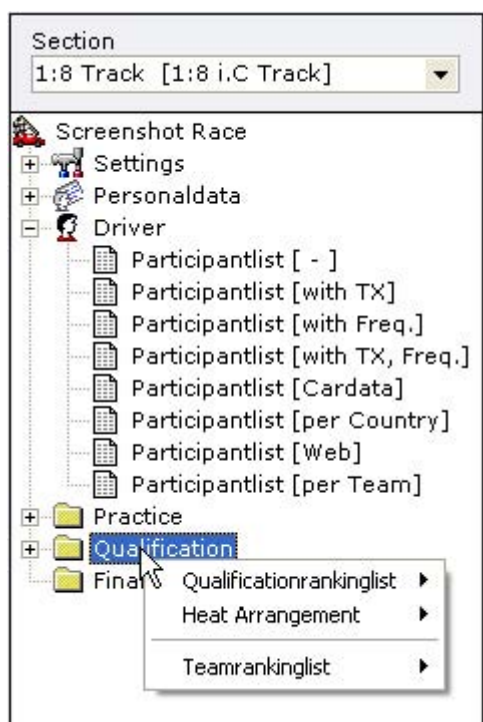 Section
1:8 Track [1:8 i.C Track]
Screenshot Race
Settings
Personaldata
Driver
Participantlist [ - ]
Participantlist [with TX]
Participantlist [with Freq.]
Participantlist [with TX, Freq.]
Participantlist [Cardata]
Participantlist [per Country]
Participantlist [Web]
Participantlist [per Team]
Practice
Qualification
Qualificationrankinglist
Heat Arrangement
Teamrankinglist